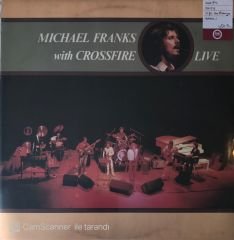 MICHAEL FRANKS
with CROSSFIRE
LIVE
CamScanner ile tarandı